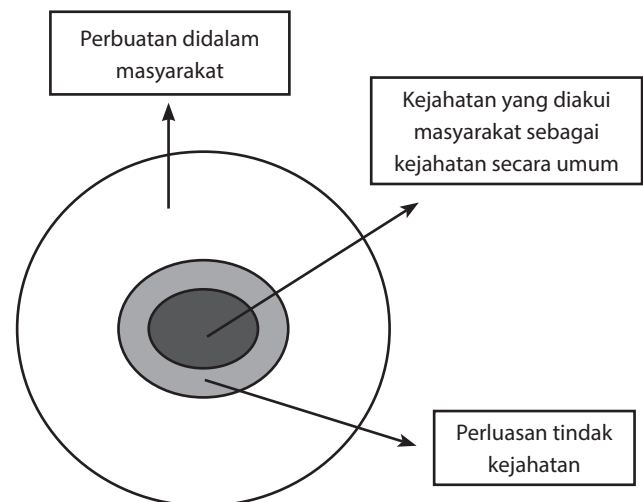 Perbuatan didalam
masyarakat
Kejahatan yang diakui
masyarakat sebagai
kejahatan secara umum
Perluasan tindak
kejahatan